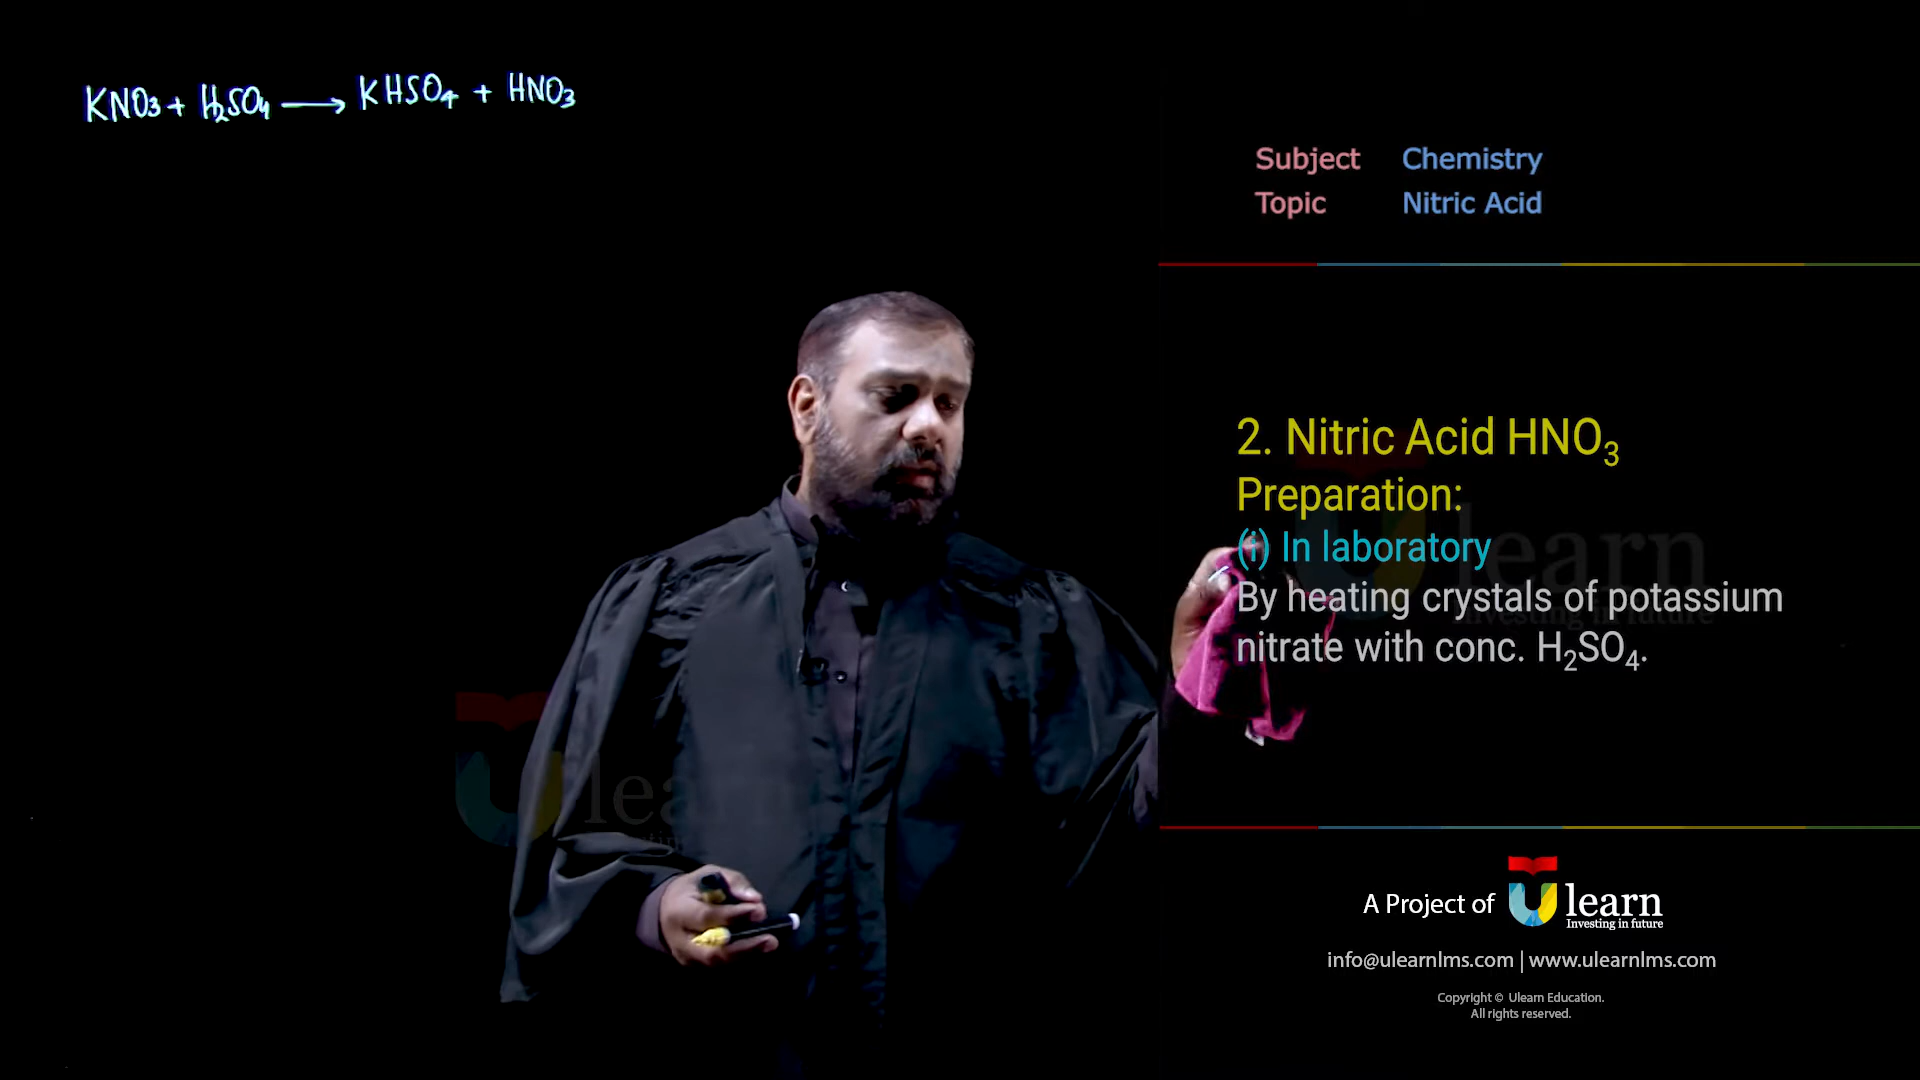 KNO₃ + H₂SO₄ ⟶ KHSO₄ + HNO₃
Subject Chemistry
Topic Nitric Acid
2. Nitric Acid HNO₃
Preparation:
(i) In laboratory
By heating crystals of potassium
nitrate with conc. H₂SO₄.
A Project of Ulearn
Investing in future
info@ulearnlms.com | www.ulearnlms.com
Copyright © Ulearn Education.
All rights reserved.